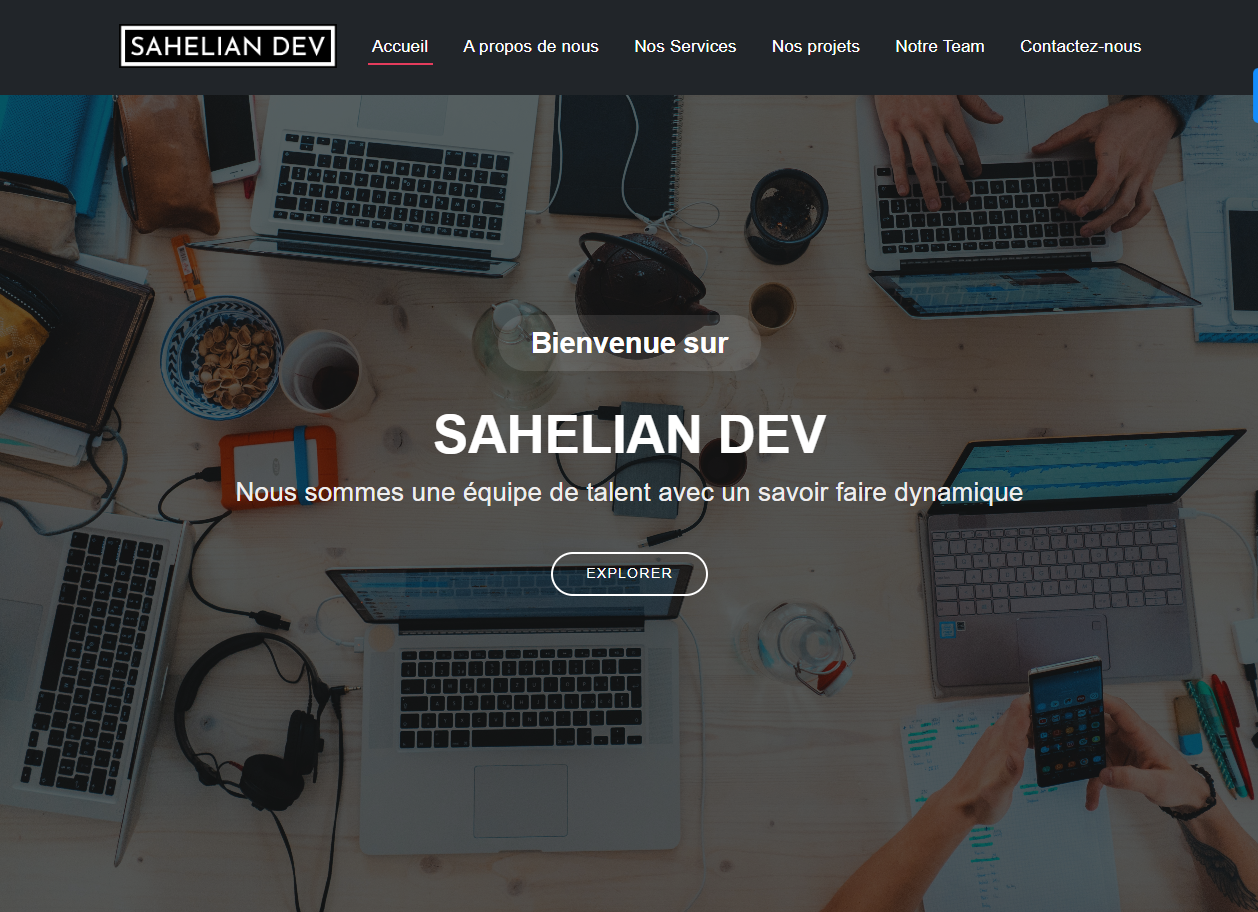 SAHELIAN DEV
Accueil
A propos de nous
Nos Services
Nos projets
Notre Team
Contactez-nous
Bienvenue sur
SAHELIAN DEV
Nous sommes une équipe de talent avec un savoir faire dynamique
EXPLORER